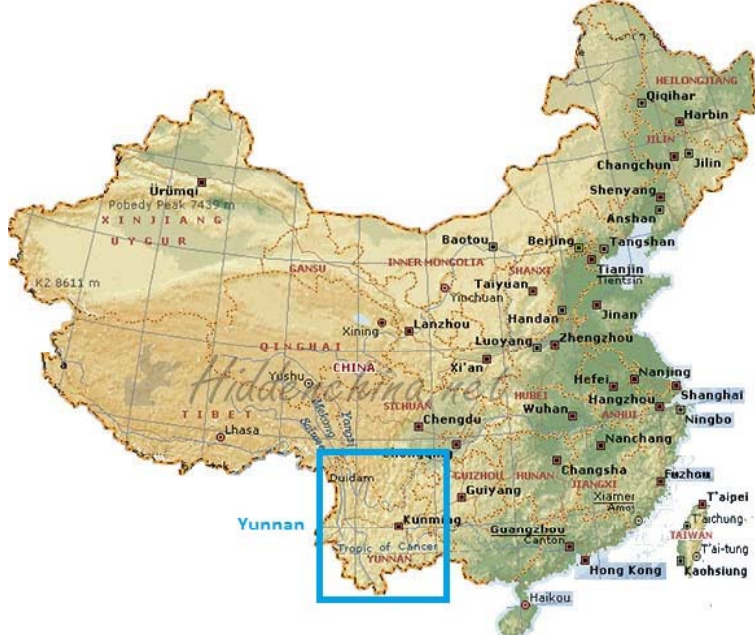 HEILONGJIANG
Qiqihar
Harbin
JILIN
Changchun
Jilin
Shenyang
Anshan
Ürümqi
Pobedy Peak 7439 m
XINJIANG
UYGUR
K2 8611 m
GANSU
INNER MONGOLIA
Baotou
Beijing
Tangshan
Tianjin
Tientsin
SHANXI
Taiyuan
Yinchuan
Handan
Jinan
Xining
Lanzhou
Luoyang
Zhengzhou
QINGHAI
CHINA
Xi'an
Yushu
Hiddenchina.net
Hefei
Nanjing
Shanghai
HUBEI
Hangzhou
TIBET
SICHUAN
Wuhan
ANHUI
Ningbo
Lhasa
Mekong
Yangtze
Salween
Chengdu
Chongqing
Nanchang
Changsha
Duidam
GUIZHOU
HUNAN
JIANGXI
Fuzhou
Guiyang
Xiamen
Amoy
T'aipei
Yunnan
Kunming
Guangzhou
Canton
T'aichung
TAIWAN
T'ai-tung
Tropic of Cancer
YUNNAN
Hong Kong
Kaohsiung
Haikou